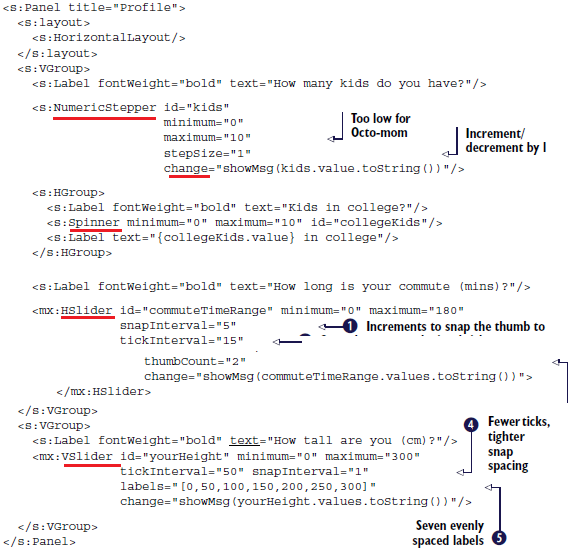 <s:Panel title="Profile">
<s:layout>
<s:HorizontalLayout/>
</s:layout>
<s:VGroup>
<s:Label fontWeight="bold" text="How many kids do you have?"/>
<s:NumericStepper id="kids"
minimum="0"
maximum="10"
stepSize="1"
change="showMsg(kids.value.toString())"/>
Too low for
Octo-mom
Increment/
decrement by 1
<s:HGroup>
<s:Label fontWeight="bold" text="Kids in college?"/>
<s:Spinner minimum="0" maximum="10" id="collegeKids"/>
<s:Label text="{collegeKids.value} in college"/>
</s:HGroup>
<s:Label fontWeight="bold" text="How long is your commute (mins)?"/>
<mx:HSlider id="commuteTimeRange" minimum="0" maximum="180"
snapInterval="5"
1 Increments to snap the thumb to
tickInterval="15"
thumbCount="2"
change="showMsg(commuteTimeRange.values.toString())">
</mx:HSlider>
</s:VGroup>
<s:VGroup>
<s:Label fontWeight="bold" text="How tall are you (cm)?"/>
<mx:VSlider id="yourHeight" minimum="0" maximum="300"
tickInterval="50" snapInterval="1"
labels="[0,50,100,150,200,250,300]"
change="showMsg(yourHeight.values.toString())"/>
4 Fewer ticks,
tighter
snap
spacing
</s:VGroup>
</s:Panel>
Seven evenly
spaced labels 5